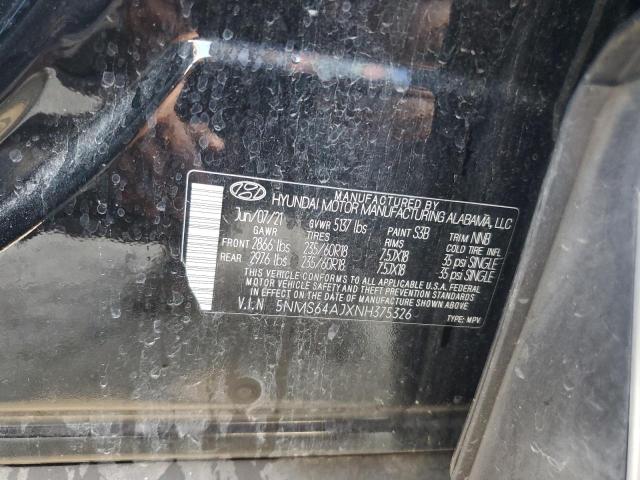 MANUFACTURED BY
HYUNDAI MOTOR MANUFACTURING ALABAMA, LLC
Jun/07/21 GVWR 5137 lbs PAINT S3B TRIM NNB
GAWR TIRES RIMS
FRONT 2866 lbs 235/60R18 7.5JX18 35 psi SINGLE
REAR 2976 lbs 235/60R18 7.5JX18 35 psi SINGLE
THIS VEHICLE CONFORMS TO ALL APPLICABLE U.S.A. FEDERAL
MOTOR VEHICLE SAFETY, BUMPER, AND THEFT
PREVENTION STANDARDS IN EFFECT ON THE DATE OF
MANUFACTURE SHOWN ABOVE.
V.I.N 5NMS64AJXNH375326 TYPE: MPV